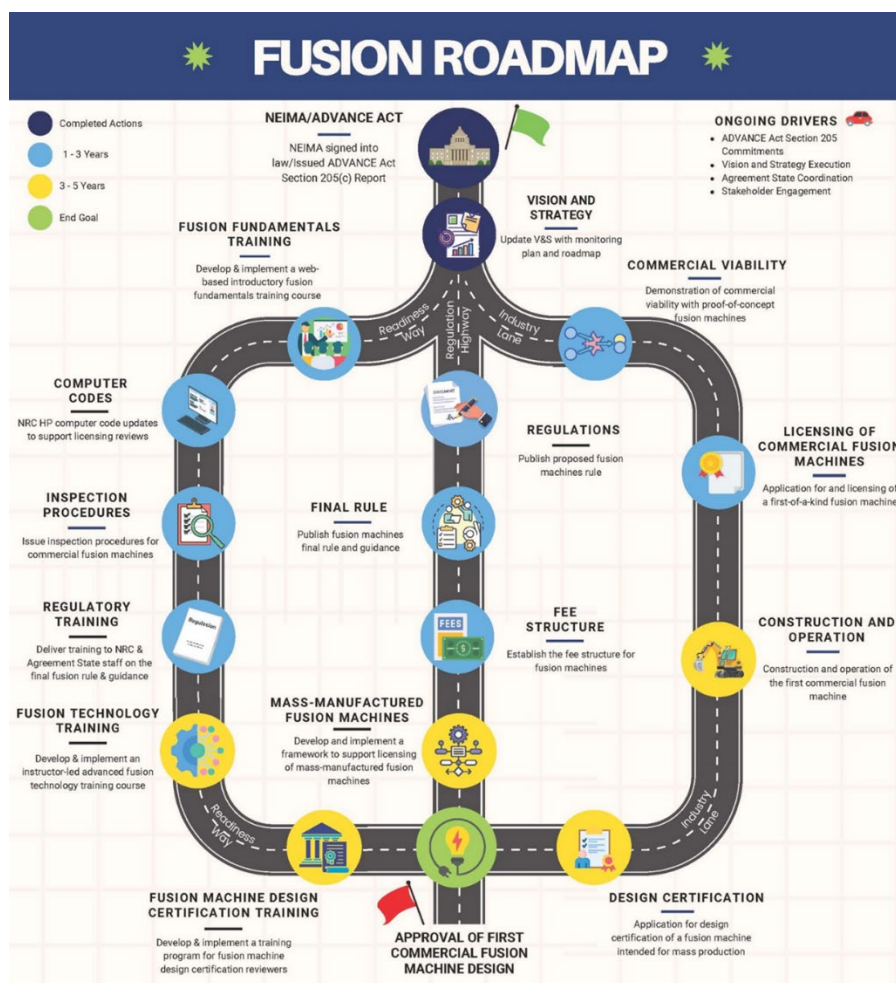 FUSION ROADMAP
Completed Actions
1 - 3 Years
3 - 5 Years
End Goal
NEIMA/ADVANCE ACT
NEIMA signed into
law/Issued ADVANCE Act
Section 205(c) Report
ONGOING DRIVERS
• ADVANCE Act Section 205
Commitments
• Vision and Strategy Execution
• Agreement State Coordination
• Stakeholder Engagement
VISION AND
STRATEGY
Update V&S with monitoring
plan and roadmap
FUSION FUNDAMENTALS
TRAINING
Develop & implement a web-
based introductory fusion
fundamentals training course
COMMERCIAL VIABILITY
Demonstration of commercial
viability with proof-of-concept
fusion machines
Readiness
Way
Regulation
Highway
Industry
Lane
COMPUTER
CODES
NRC HP computer code updates
to support licensing reviews
REGULATIONS
Publish proposed fusion
machines rule
LICENSING OF
COMMERCIAL FUSION
MACHINES
Application for and licensing of
a first-of-a-kind fusion machine
INSPECTION
PROCEDURES
Issue inspection procedures for
commercial fusion machines
FINAL RULE
Publish fusion machines
final rule and guidance
REGULATORY
TRAINING
Deliver training to NRC &
Agreement State staff on the
final fusion rule & guidance
Regulation
FEES
FEE
STRUCTURE
Establish the fee structure for
fusion machines
CONSTRUCTION AND
OPERATION
Construction and operation of
the first commercial fusion
machine
FUSION TECHNOLOGY
TRAINING
Develop & implement an
instructor-led advanced fusion
technology training course
MASS-MANUFACTURED
FUSION MACHINES
Develop and implement a
framework to support licensing
of mass-manufactured fusion
machines
Readiness
Way
Industry
Lane
FUSION MACHINE DESIGN
CERTIFICATION TRAINING
Develop & implement a training
program for fusion machine
design certification reviewers
APPROVAL OF FIRST
COMMERCIAL FUSION
MACHINE DESIGN
DESIGN CERTIFICATION
Application for design
certification of a fusion machine
intended for mass production